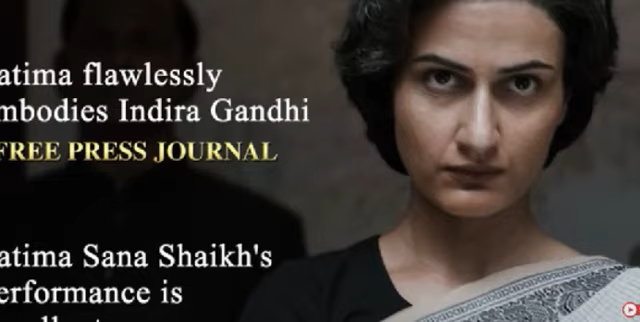 atima flawlessly
mbodies Indira Gandhi
FREE PRESS JOURNAL
atima Sana Shaikh's
erformance is